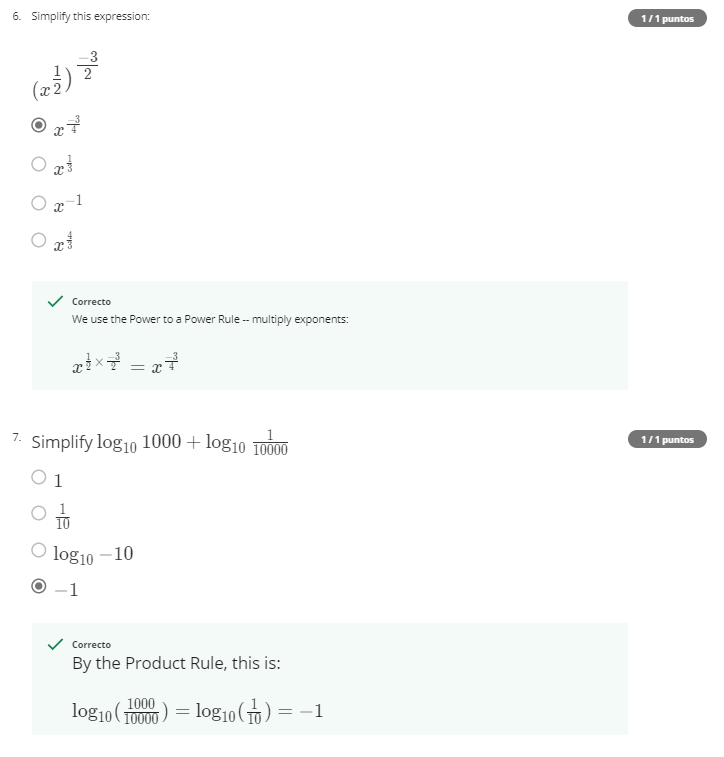 6. Simplify this expression:
1 / 1 puntos
(x^{\frac{1}{2}})^{\frac{-3}{2}}
x^{\frac{-3}{4}}
x^{\frac{1}{3}}
x^{-1}
x^{\frac{4}{3}}
Correcto
We use the Power to a Power Rule -- multiply exponents:
x^{\frac{1}{2} × \frac{-3}{2}} = x^{\frac{-3}{4}}
7. Simplify log_{10} 1000 + log_{10} \frac{1}{10000}
1 / 1 puntos
1
\frac{1}{10}
log_{10} −10
−1
Correcto
By the Product Rule, this is:
log_{10}(\frac{1000}{10000}) = log_{10}(\frac{1}{10}) = −1